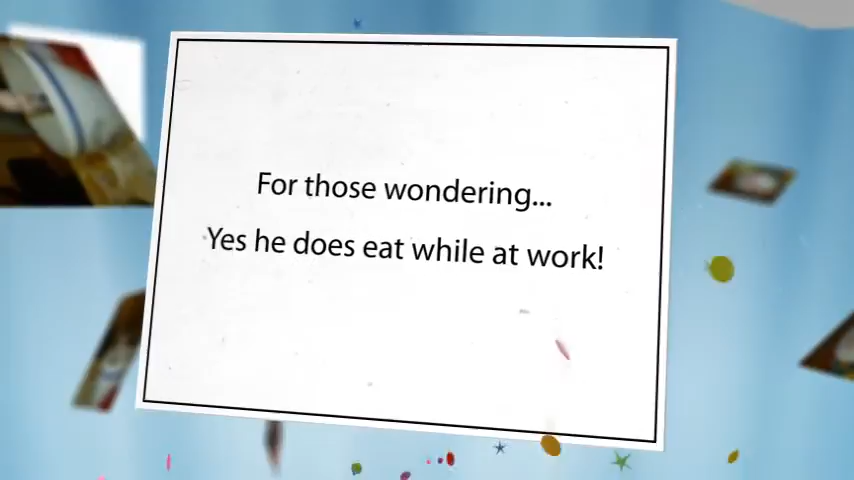 For those wondering...
Yes he does eat while at work!